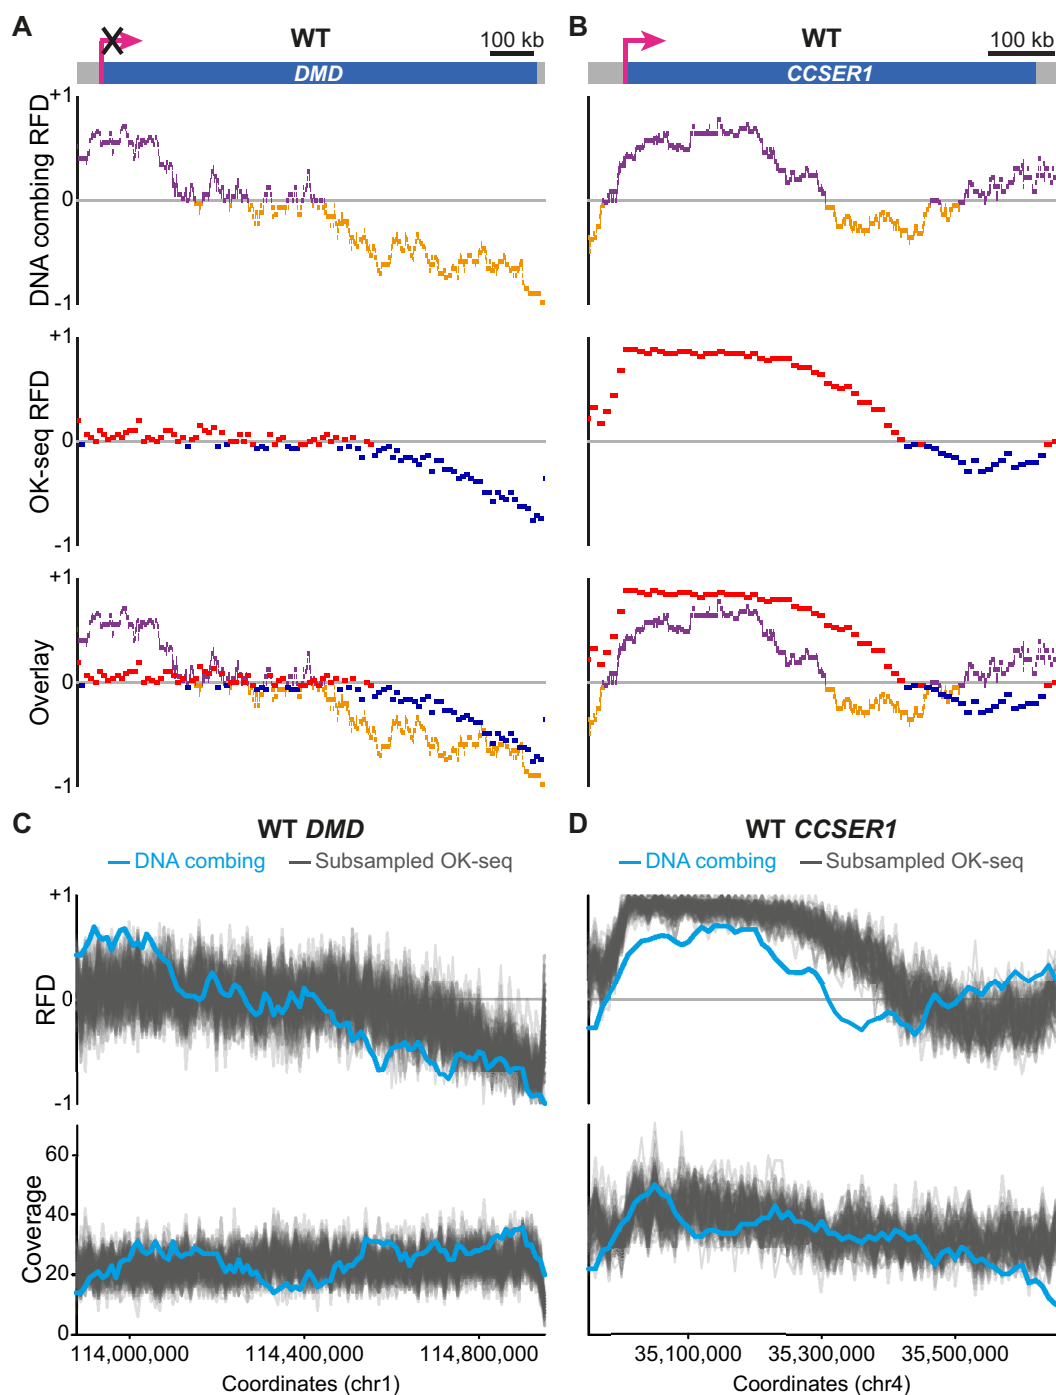 A
WT
100 kb
DMD
B
WT
100 kb
CCSER1
DNA combing RFD
+1
0
-1
OK-seq RFD
+1
0
-1
Overlay
+1
0
-1
C
WT DMD
DNA combing
Subsampled OK-seq
RFD
+1
0
-1
Coverage
60
40
20
0
114,000,000
114,400,000
114,800,000
Coordinates (chr1)
D
WT CCSER1
DNA combing
Subsampled OK-seq
35,100,000
35,300,000
35,500,000
Coordinates (chr4)